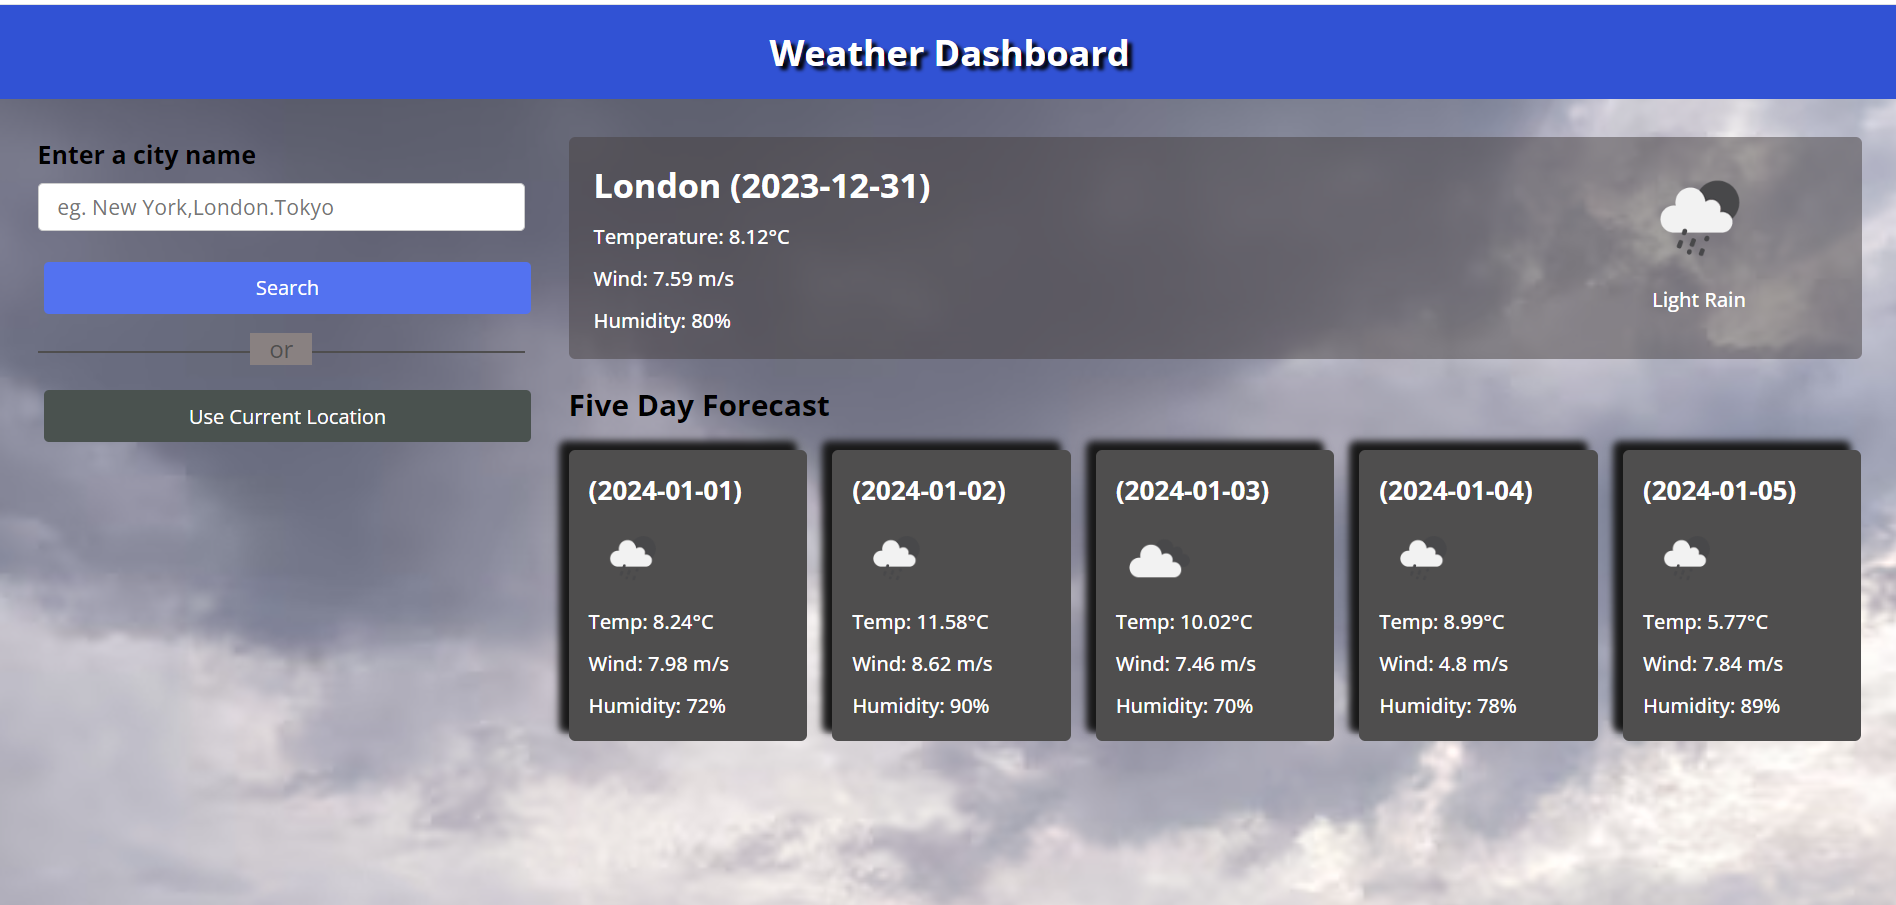 Weather Dashboard
Enter a city name
eg. New York,London.Tokyo
Search
or
Use Current Location
London (2023-12-31)
Temperature: 8.12°C
Wind: 7.59 m/s
Humidity: 80%
Light Rain
Five Day Forecast
(2024-01-01)
Temp: 8.24°C
Wind: 7.98 m/s
Humidity: 72%
(2024-01-02)
Temp: 11.58°C
Wind: 8.62 m/s
Humidity: 90%
(2024-01-03)
Temp: 10.02°C
Wind: 7.46 m/s
Humidity: 70%
(2024-01-04)
Temp: 8.99°C
Wind: 4.8 m/s
Humidity: 78%
(2024-01-05)
Temp: 5.77°C
Wind: 7.84 m/s
Humidity: 89%